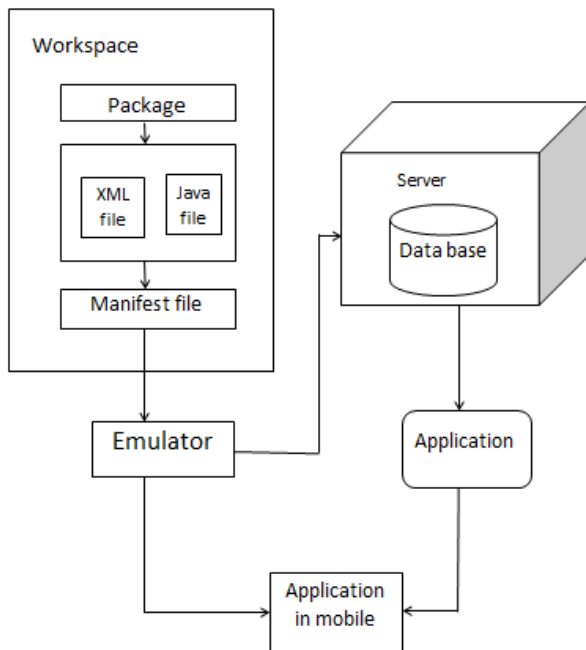 Workspace
Package
XML
file
Java
file
Manifest file
Emulator
Server
Data base
Application
Application
in mobile